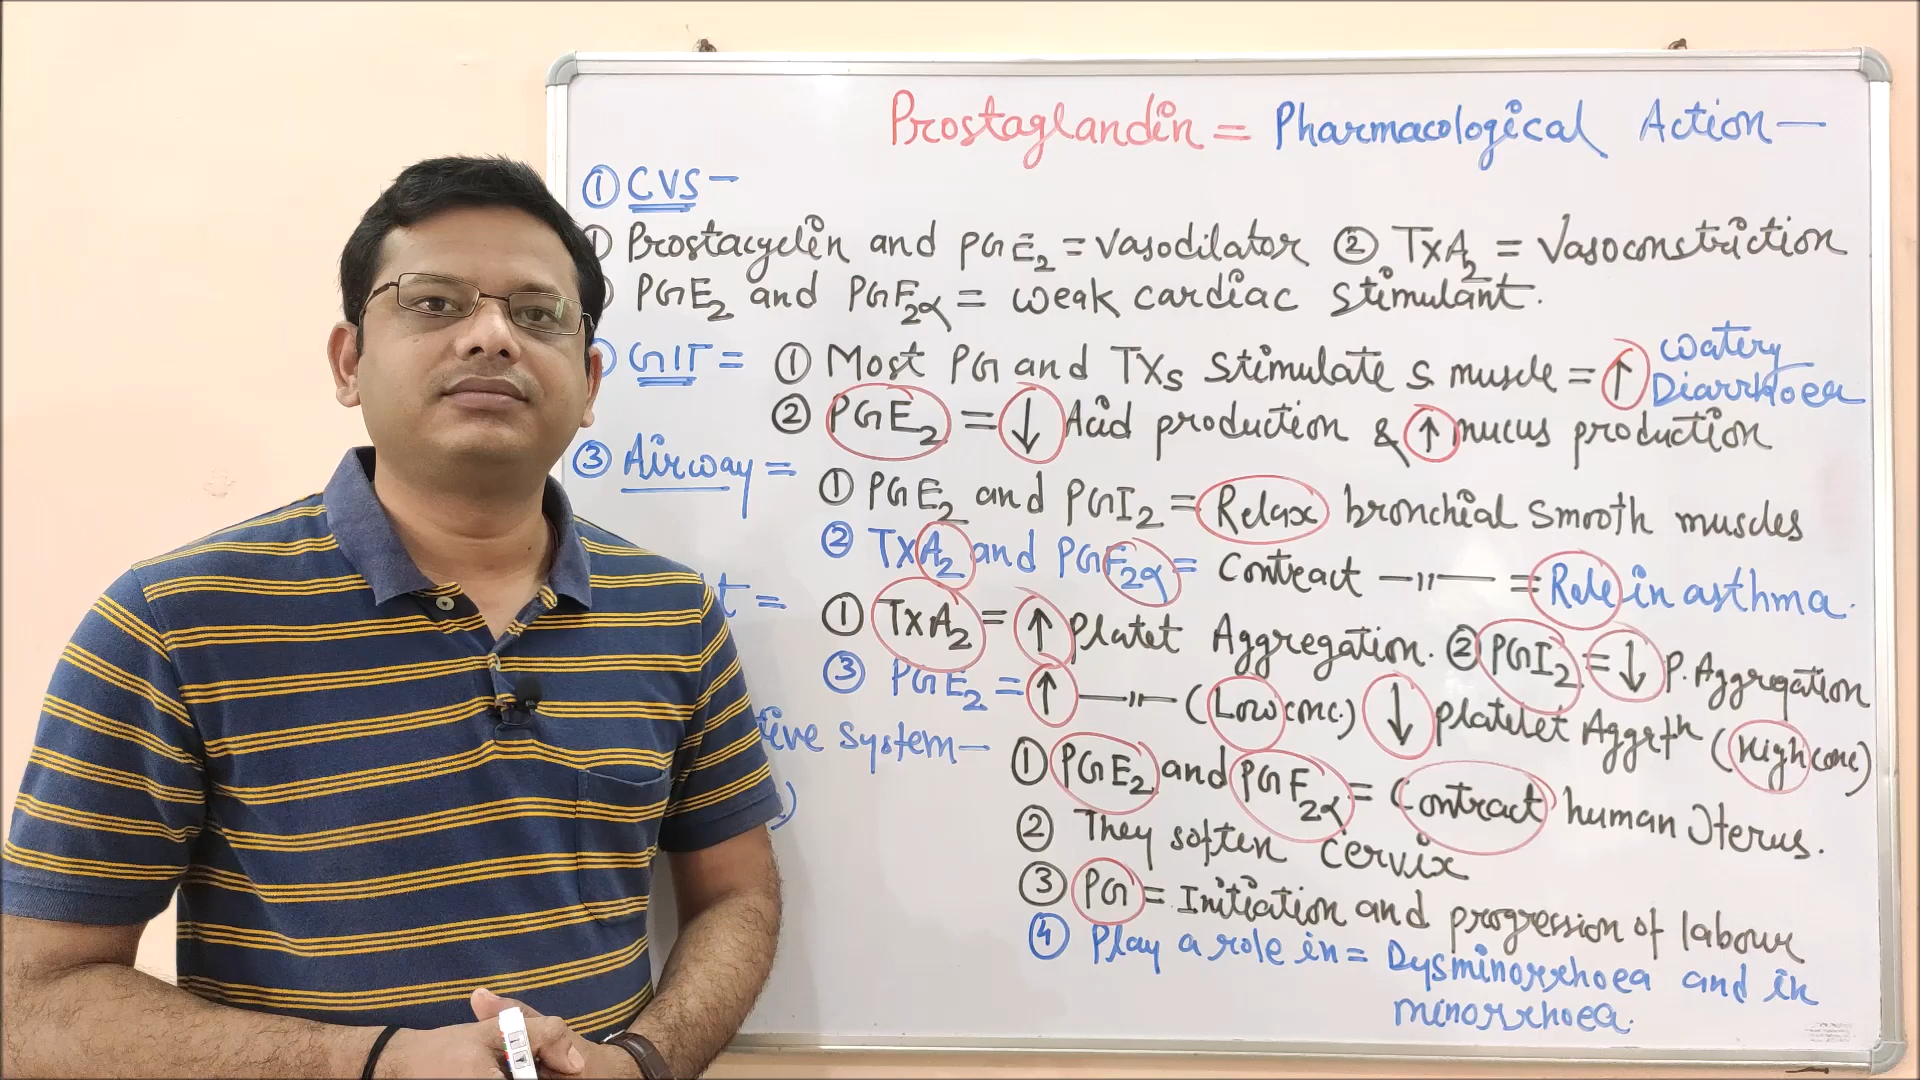 Prostaglandin = Pharmacological Action —
① CVS —
① Prostacyclin and PGE₂ = Vasodilator ② TxA₂ = Vasoconstriction
PGE₂ and PGF₂α = weak cardiac stimulant.
GIT = ① Most PG and TXs stimulate s muscle = ↑ watery Diarrhoea
② PGE₂ = ↓ Acid production & ↑ mucus production
③ Airway =
① PGE₂ and PGI₂ = Relax bronchial smooth muscles
② TXA₂ and PGF₂α = Contract —〃— = Role in asthma.
t =
① TXA₂ = ↑ Platet Aggregation. ② PGI₂ = ↓ P. Aggregation
③ PGE₂ = ↑ —〃— (Low conc.) ↓ platelet Aggrtn (High conc)
tive system —
① PGE₂ and PGF₂α = Contract human Uterus.
② They soften cervix
③ PG = Initiation and progression of labour
④ Play a role in = Dysminorrhoea and in
minorrhoea.